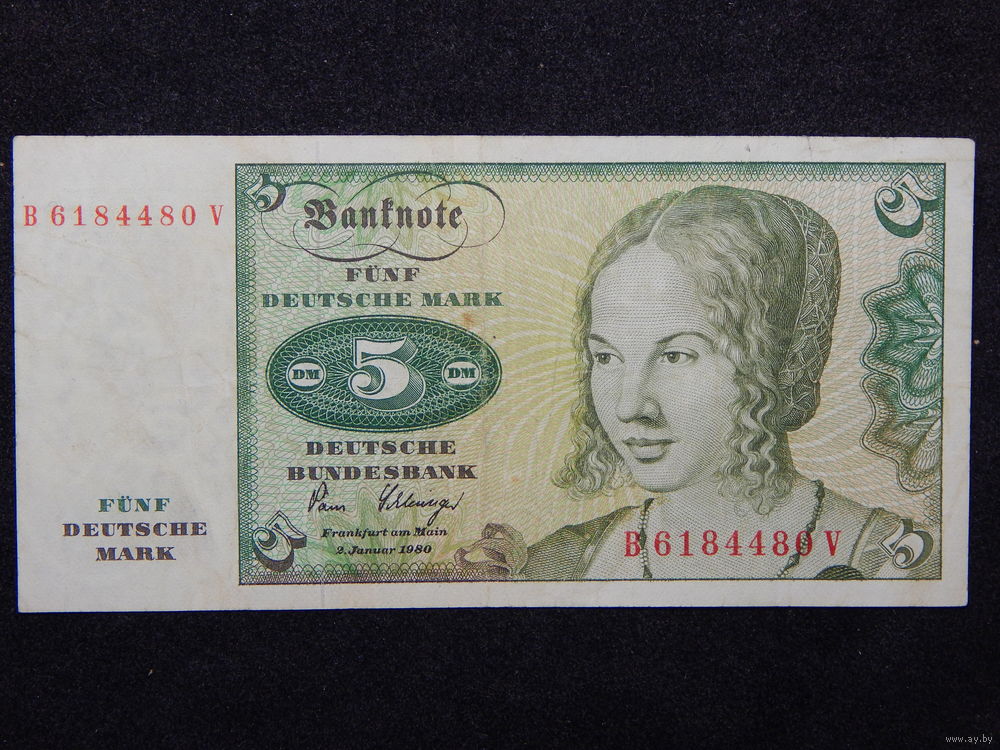 B 6184480 V
5
5
Banknote
FÜNF
DEUTSCHE MARK
DM 5 DM
DEUTSCHE
BUNDESBANK
Frankfurt am Main
2. Januar 1980
5
5
B 6184480 V
FÜNF
DEUTSCHE
MARK
www.ay.by